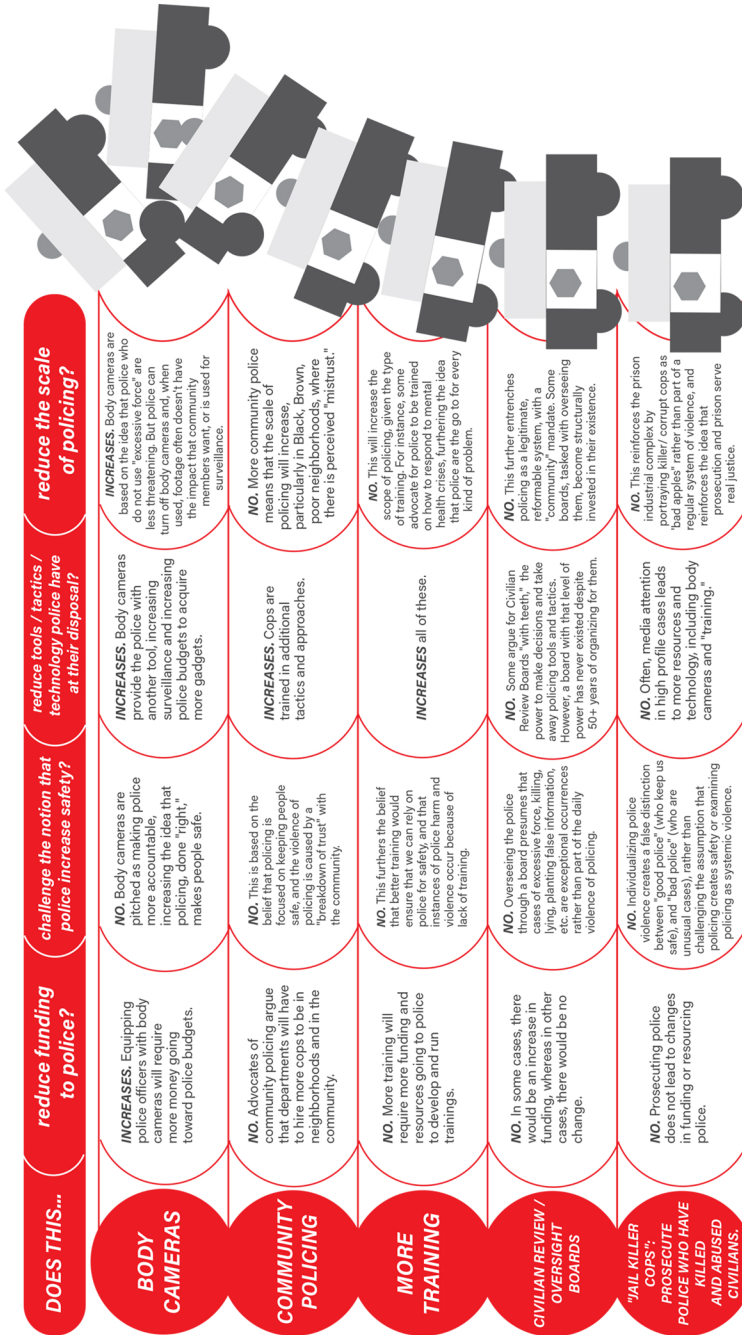 DOES THIS...
reduce funding
to police?
challenge the notion that
police increase safety?
reduce tools / tactics /
technology police have
at their disposal?
reduce the scale
of policing?
BODY
CAMERAS
INCREASES. Equipping
police officers with body
cameras will require
more money going
toward police budgets.
NO. Body cameras are
pitched as making police
more accountable,
increasing the idea that
policing, done "right,"
makes people safe.
INCREASES. Body cameras
provide the police with
another tool, increasing
surveillance and increasing
police budgets to acquire
more gadgets.
INCREASES. Body cameras are
based on the idea that police who
do not use "excessive force" are
less threatening. But police can
turn off body cameras and, when
used, footage often doesn't have
the impact that community
members want, or is used for
surveillance.
COMMUNITY
POLICING
NO. Advocates of
community policing argue
that departments will have
to hire more cops to be in
neighborhoods and in the
community.
NO. This is based on the
belief that policing is
focused on keeping people
safe, and the violence of
policing is caused by a
"breakdown of trust" with
the community.
INCREASES. Cops are
trained in additional
tactics and approaches.
NO. More community police
means that the scale of
policing will increase,
particularly in Black, Brown,
poor neighborhoods, where
there is perceived "mistrust."
MORE
TRAINING
NO. More training will
require more funding and
resources going to police
to develop and run
trainings.
NO. This furthers the belief
that better training would
ensure that we can rely on
police for safety, and that
instances of police harm and
violence occur because of
lack of training.
INCREASES all of these.
NO. This will increase the
scope of policing, given the type
of training. For instance, some
advocate for police to be trained
on how to respond to mental
health crises, furthering the idea
that police are the go to for every
kind of problem.
CIVILIAN REVIEW /
OVERSIGHT
BOARDS
NO. In some cases, there
would be an increase in
funding, whereas in other
cases, there would be no
change.
NO. Overseeing the police
through a board presumes that
cases of excessive force, killing,
lying, planting false information,
etc. are exceptional occurrences
rather than part of the daily
violence of policing.
NO. Some argue for Civilian
Review Boards "with teeth," the
power to make decisions and take
away policing tools and tactics.
However, a board with that level of
power has never existed despite
50+ years of organizing for them.
NO. This further entrenches
policing as a legitimate,
reformable system, with a
"community" mandate. Some
boards, tasked with overseeing
them, become structurally
invested in their existence.
"JAIL KILLER
COPS":
PROSECUTE
POLICE WHO HAVE
KILLED
AND ABUSED
CIVILIANS.
NO. Prosecuting police
does not lead to changes
in funding or resourcing
police.
NO. Individualizing police
violence creates a false distinction
between "good police" (who keep us
safe), and "bad police" (who are
unusual cases), rather than
challenging the assumption that
policing creates safety or examining
policing as systemic violence.
NO. Often, media attention
in high profile cases leads
to more resources and
technology, including body
cameras and "training."
NO. This reinforces the prison
industrial complex by
portraying killer/ corrupt cops as
'bad apples" rather than part of a
regular system of violence, and
reinforces the idea that
prosecution and prison serve
real justice.